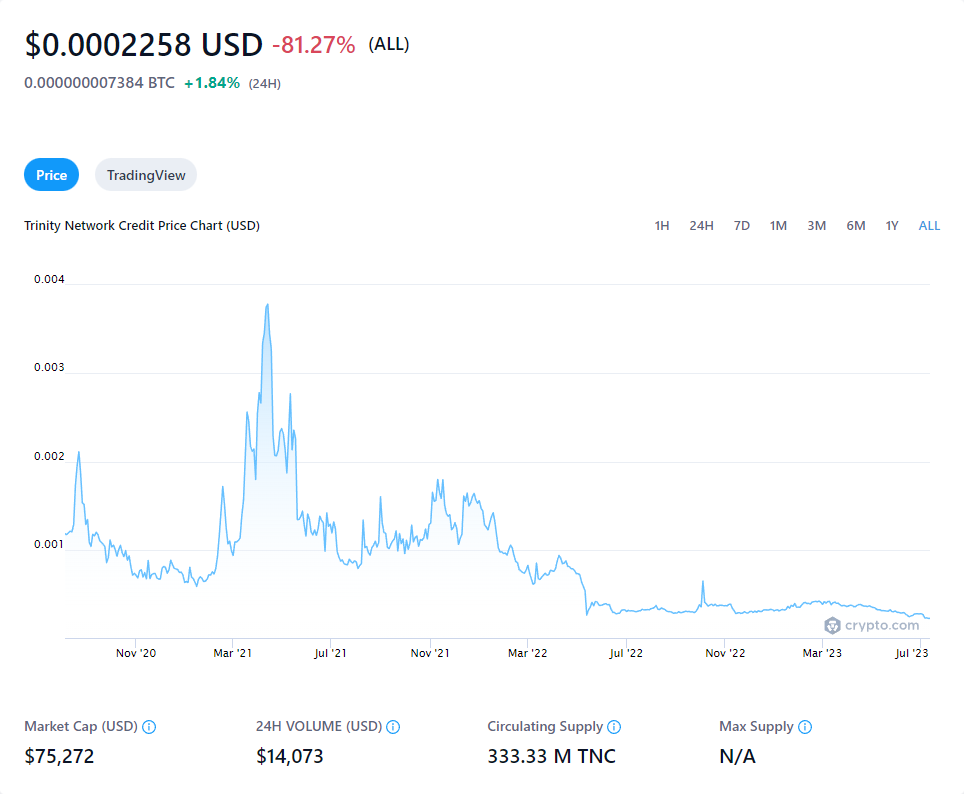 $0.0002258 USD -81.27% (ALL)
0.000000007384 BTC +1.84% (24H)
Price TradingView
Trinity Network Credit Price Chart (USD) 1H 24H 7D 1M 3M 6M 1Y ALL
0.004
0.003
0.002
0.001
crypto.com
Nov '20 Mar '21 Jul '21 Nov '21 Mar '22 Jul '22 Nov '22 Mar '23 Jul '23
Market Cap (USD) 24H VOLUME (USD) Circulating Supply Max Supply
$75,272 $14,073 333.33 M TNC N/A